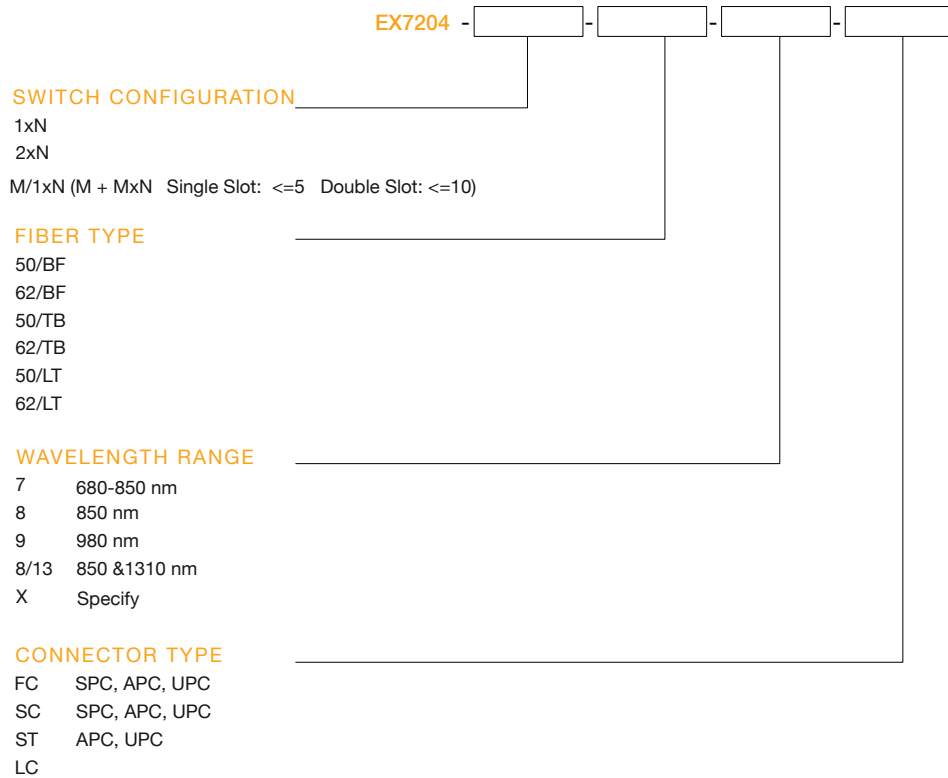 EX7204 - - - -
SWITCH CONFIGURATION
1xN
2xN
M/1xN (M + MxN Single Slot: <=5 Double Slot: <=10)
FIBER TYPE
50/BF
62/BF
50/TB
62/TB
50/LT
62/LT
WAVELENGTH RANGE
7 680-850 nm
8 850 nm
9 980 nm
8/13 850 &1310 nm
X Specify
CONNECTOR TYPE
FC SPC, APC, UPC
SC SPC, APC, UPC
ST APC, UPC
LC